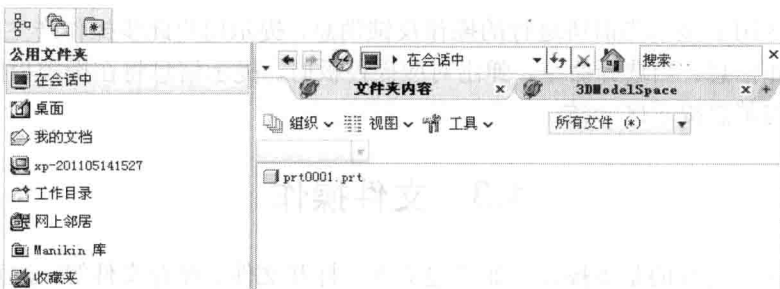 公用文件夹
在会话中
桌面
我的文档
xp-201105141527
工作目录
网上邻居
Manikin 库
收藏夹
在会话中
搜索...
文件夹内容
3DModelSpace
组织
视图
工具
所有文件 (*)
prt0001.prt